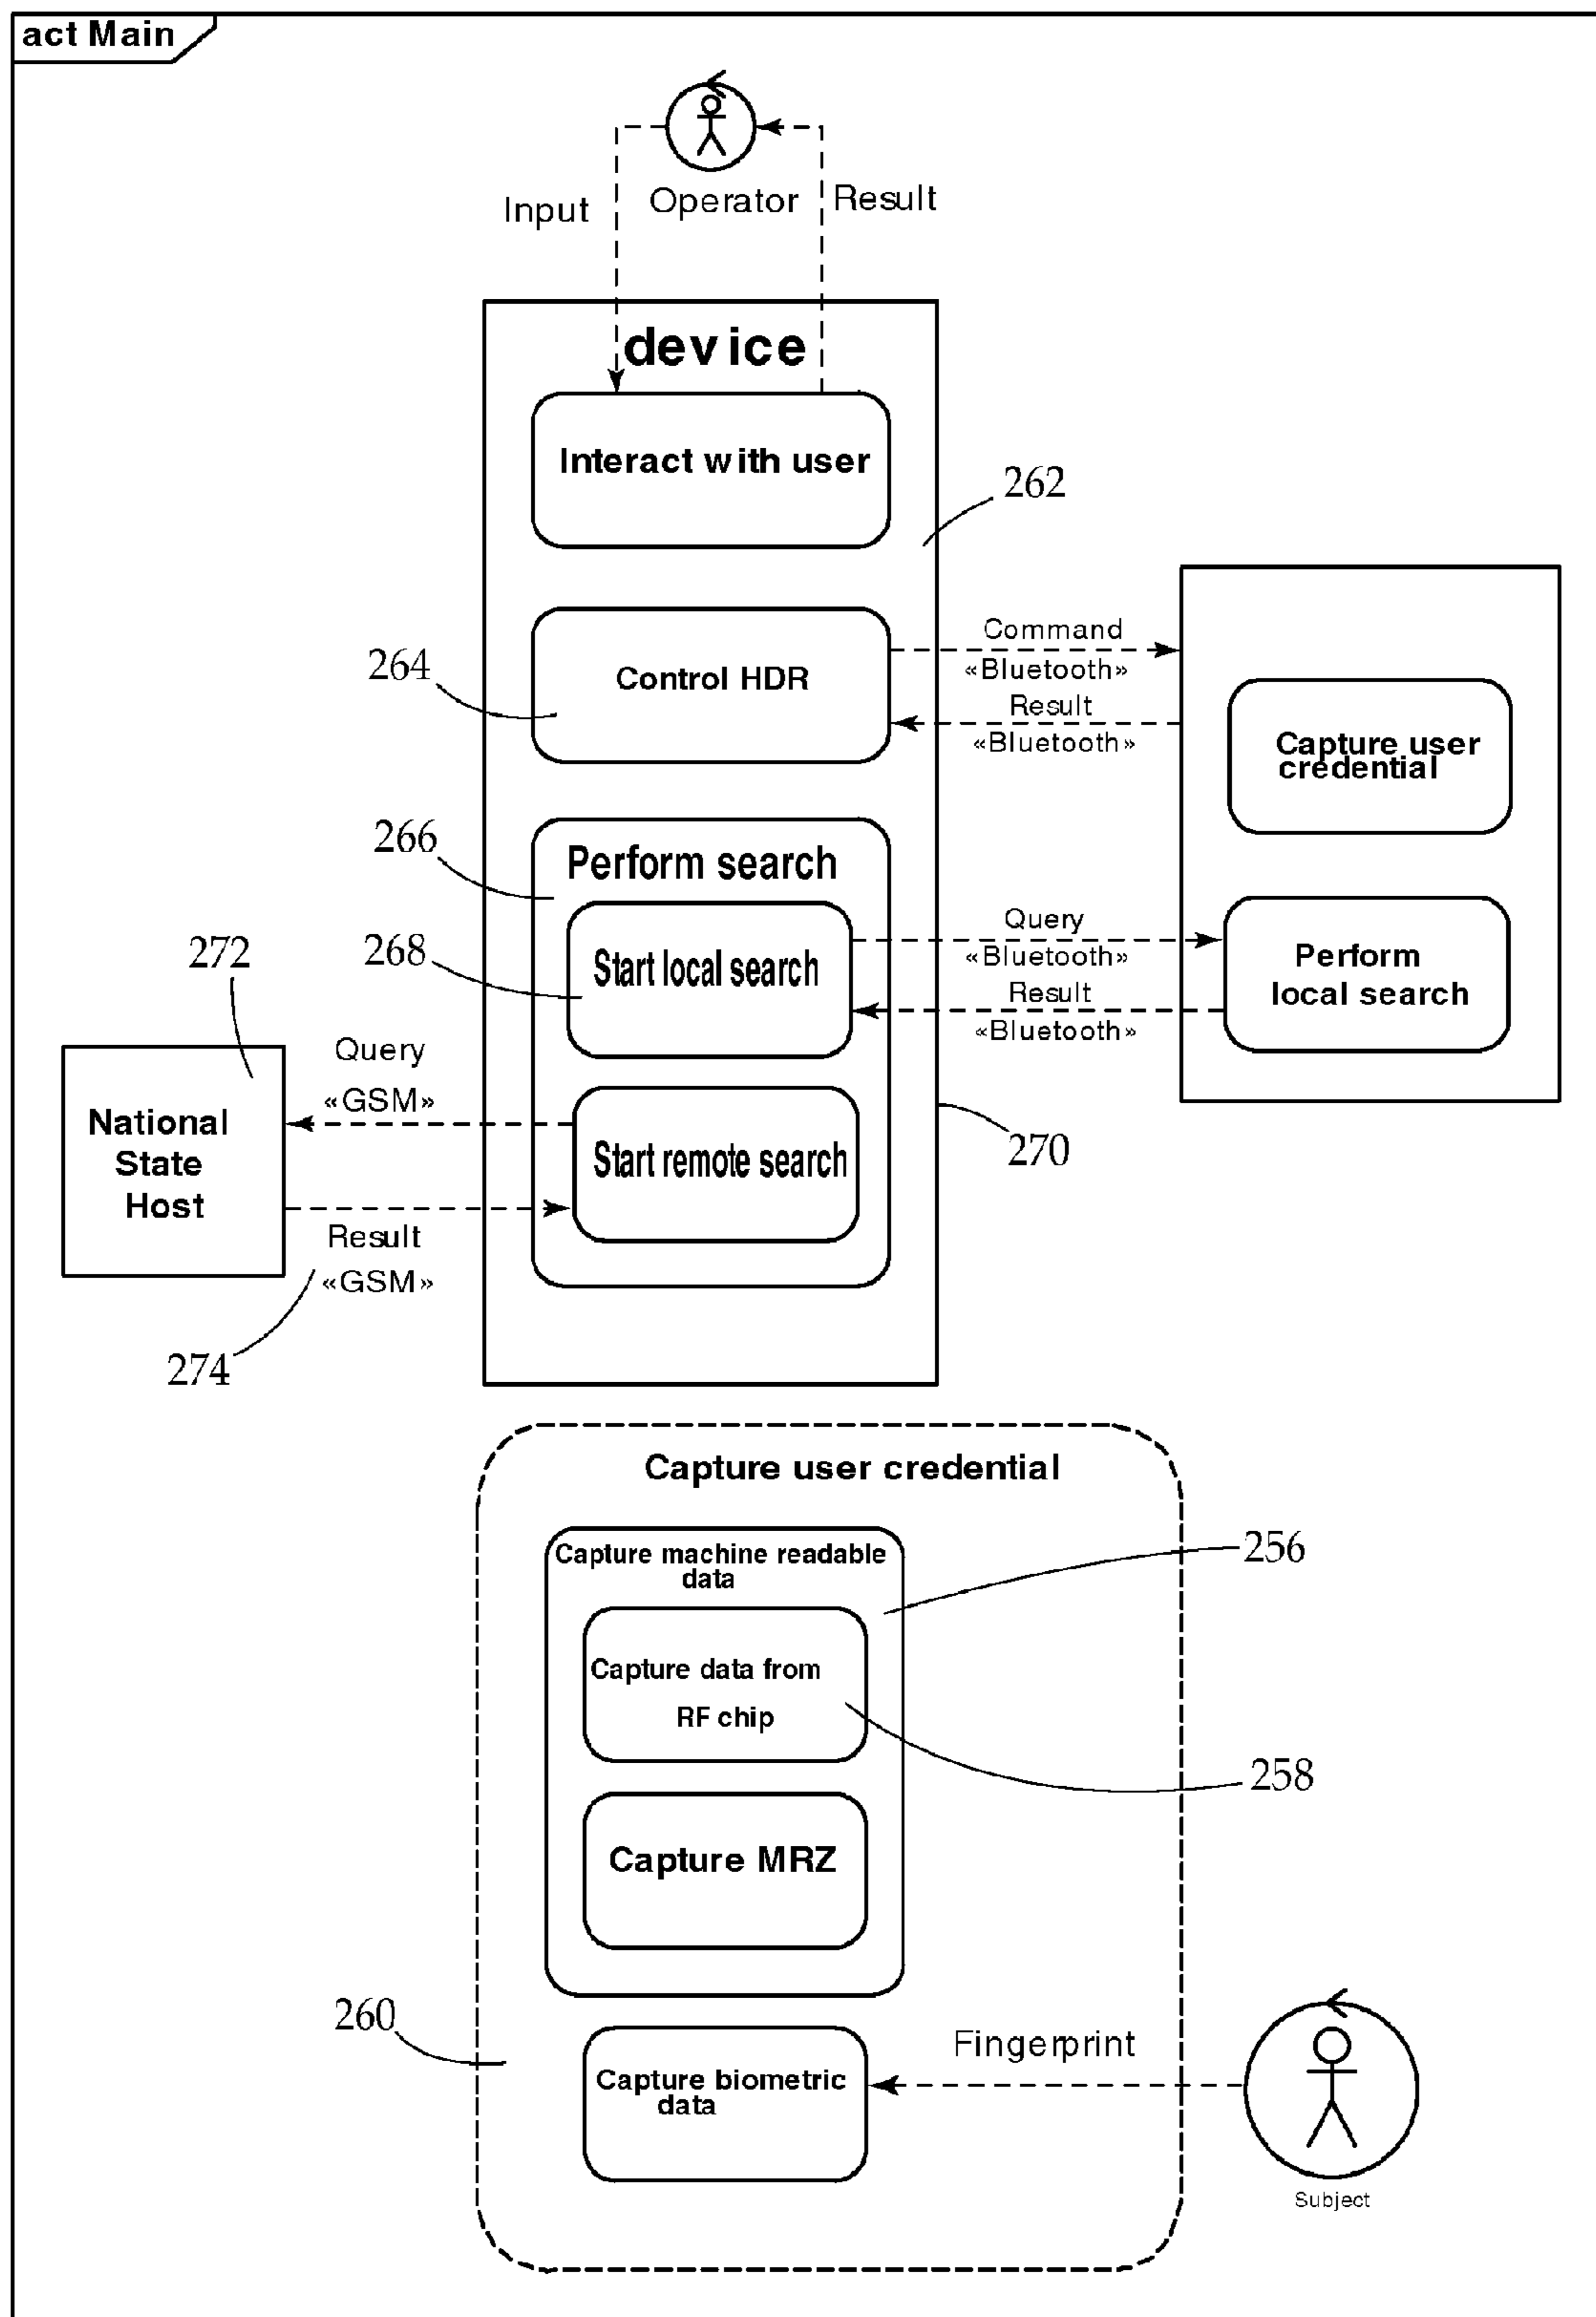 act Main
Input
Operator
Result
device
Interact with user
262
264
Control HDR
Command
«Bluetooth»
Result
«Bluetooth»
Capture user
credential
266
Perform search
272
268
Start local search
Query
«Bluetooth»
Result
«Bluetooth»
Perform
local search
Query
«GSM»
National
State
Host
Start remote search
270
Result
«GSM»
274
Capture user credential
Capture machine readable
data
256
Capture data from
RF chip
258
Capture MRZ
260
Capture biometric
data
Fingerprint
Subject